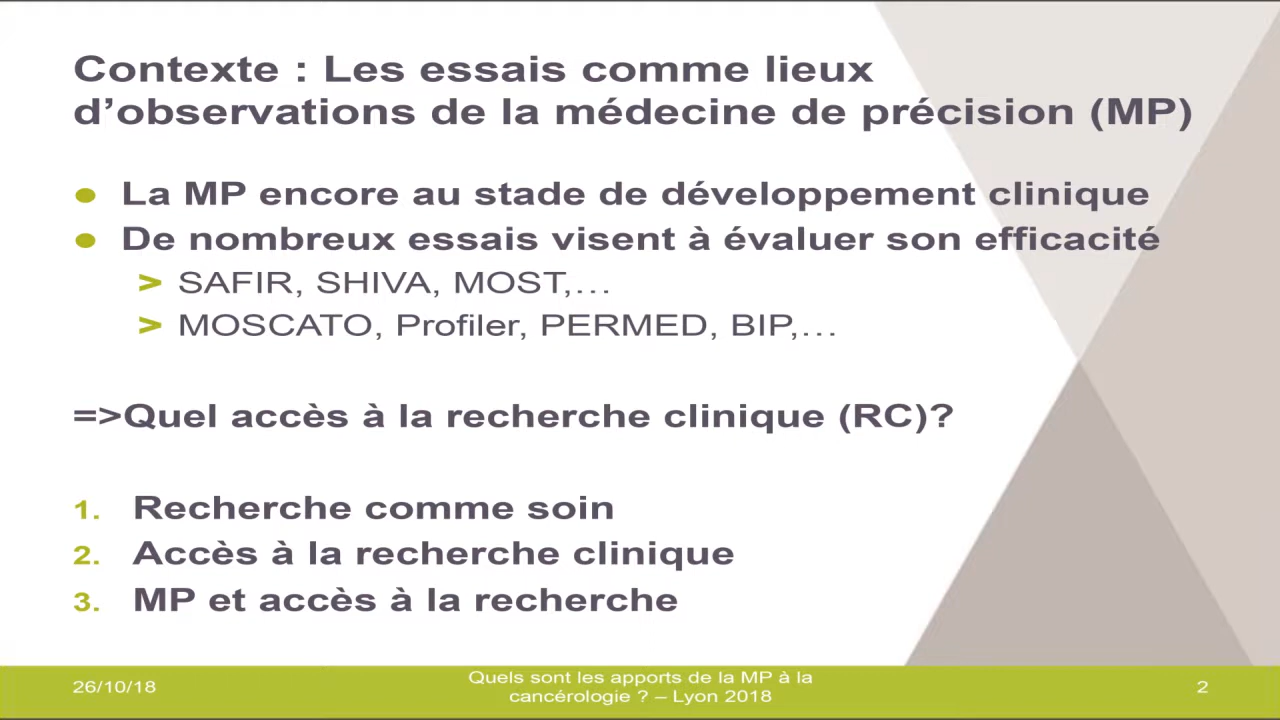 Contexte : Les essais comme lieux
d'observations de la médecine de précision (MP)
● La MP encore au stade de développement clinique
● De nombreux essais visent à évaluer son efficacité
> SAFIR, SHIVA, MOST,…
> MOSCATO, Profiler, PERMED, BIP,…
=>Quel accès à la recherche clinique (RC)?
1. Recherche comme soin
2. Accès à la recherche clinique
3. MP et accès à la recherche
26/10/18
Quels sont les apports de la MP à la
cancérologie ? – Lyon 2018
2